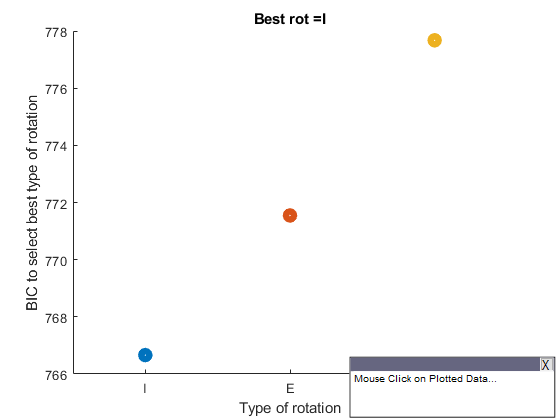 Best rot =I
BIC to select best type of rotation
778
776
774
772
770
768
766
I
E
Type of rotation
X
Mouse Click on Plotted Data...